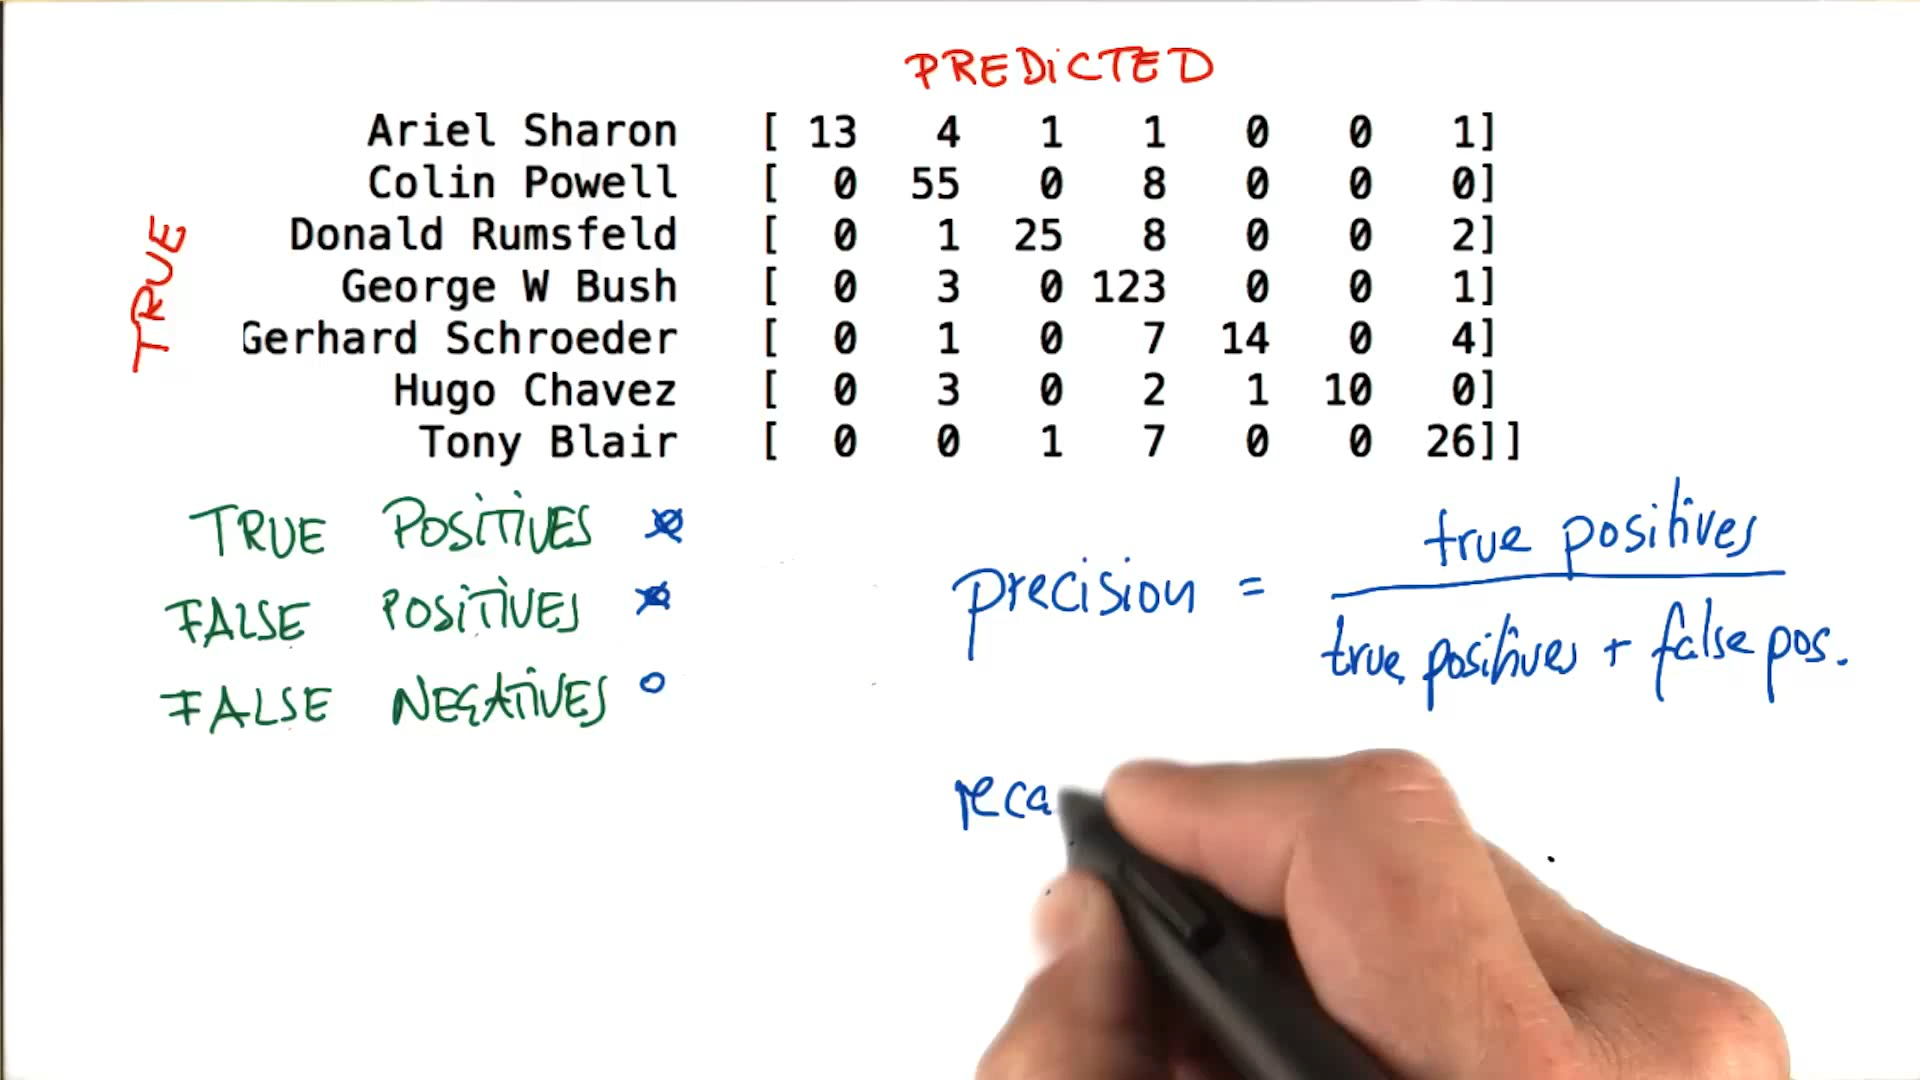 PREDiCTED
TRUE
Ariel Sharon [ 13 4 1 1 0 0 1]
Colin Powell [ 0 55 0 8 0 0 0]
Donald Rumsfeld [ 0 1 25 8 0 0 2]
George W Bush [ 0 3 0 123 0 0 1]
Gerhard Schroeder [ 0 1 0 7 14 0 4]
Hugo Chavez [ 0 3 0 2 1 10 0]
Tony Blair [ 0 0 1 7 0 0 26]]
TRUE POSiTiVES
FALSE POSiTiVES
FALSE NEGATiVES
precision = true positives
true positives + false pos.
reca